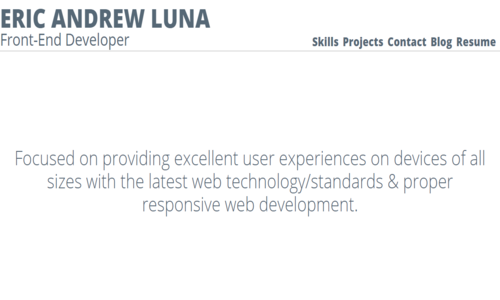 ERIC ANDREW LUNA
Front-End Developer
Skills Projects Contact Blog Resume
Focused on providing excellent user experiences on devices of all
sizes with the latest web technology/standards & proper
responsive web development.